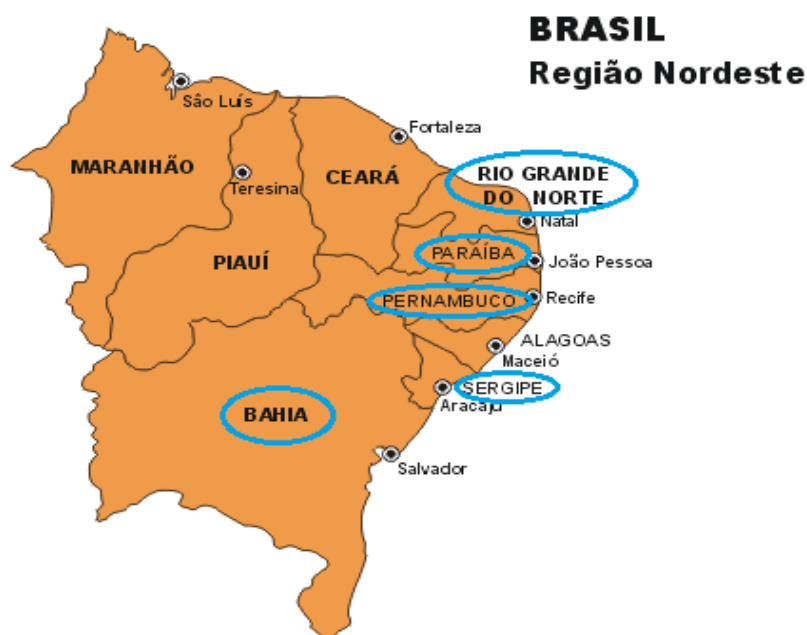 BRASIL
Região Nordeste
São Luís
Fortaleza
MARANHÃO
Teresina
CEARÁ
RIO GRANDE
DO NORTE
Natal
PIAUÍ
PARAÍBA
João Pessoa
PERNAMBUCO
Recife
ALAGOAS
Maceió
SERGIPE
Aracaju
BAHIA
Salvador